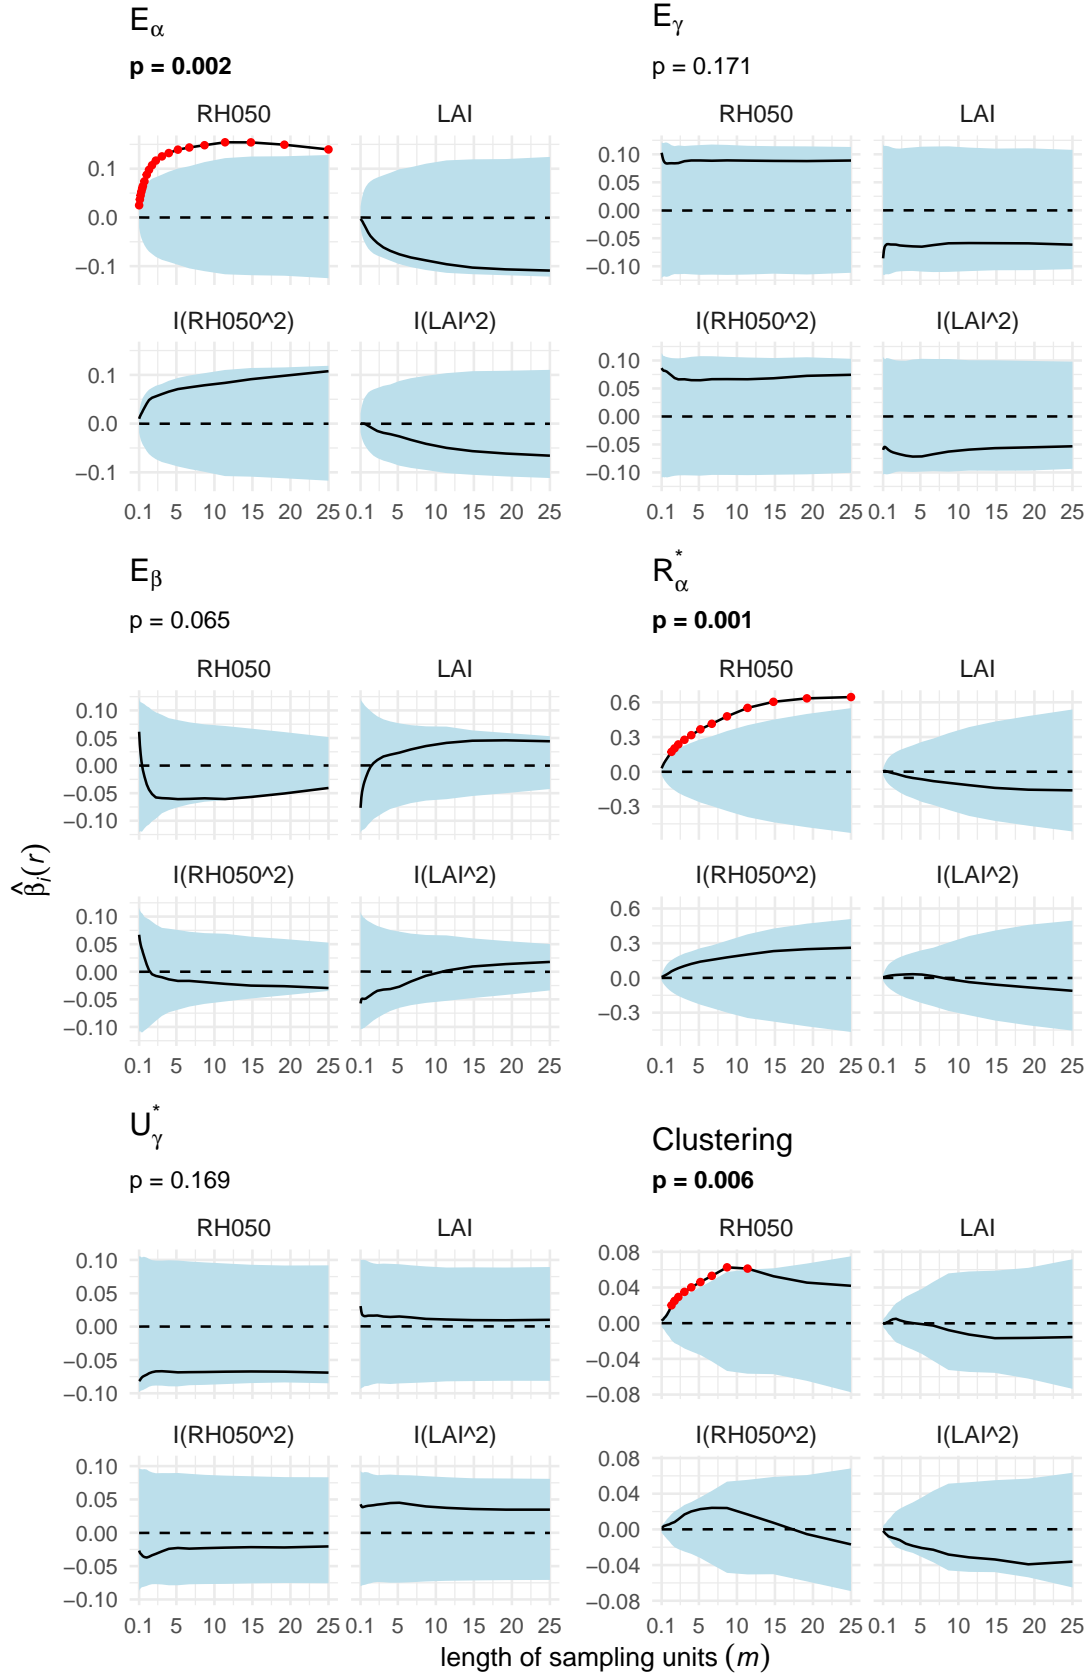 E_α
p = 0.002
RH050 LAI
0.1
0.0
−0.1
I(RH050^2) I(LAI^2)
0.1
0.0
−0.1
0.1 5 10 15 20 25 0.1 5 10 15 20 25
E_γ
p = 0.171
RH050 LAI
0.10
0.05
0.00
−0.05
−0.10
I(RH050^2) I(LAI^2)
0.10
0.05
0.00
−0.05
−0.10
0.1 5 10 15 20 25 0.1 5 10 15 20 25
E_β
p = 0.065
RH050 LAI
0.10
0.05
0.00
−0.05
−0.10
I(RH050^2) I(LAI^2)
0.10
0.05
0.00
−0.05
−0.10
0.1 5 10 15 20 25 0.1 5 10 15 20 25
R*_α
p = 0.001
RH050 LAI
0.6
0.3
0.0
−0.3
I(RH050^2) I(LAI^2)
0.6
0.3
0.0
−0.3
0.1 5 10 15 20 25 0.1 5 10 15 20 25
β̂_i(r)
U*_γ
p = 0.169
RH050 LAI
0.10
0.05
0.00
−0.05
−0.10
I(RH050^2) I(LAI^2)
0.10
0.05
0.00
−0.05
−0.10
0.1 5 10 15 20 25 0.1 5 10 15 20 25
Clustering
p = 0.006
RH050 LAI
0.08
0.04
0.00
−0.04
−0.08
I(RH050^2) I(LAI^2)
0.08
0.04
0.00
−0.04
−0.08
0.1 5 10 15 20 25 0.1 5 10 15 20 25
length of sampling units (m)